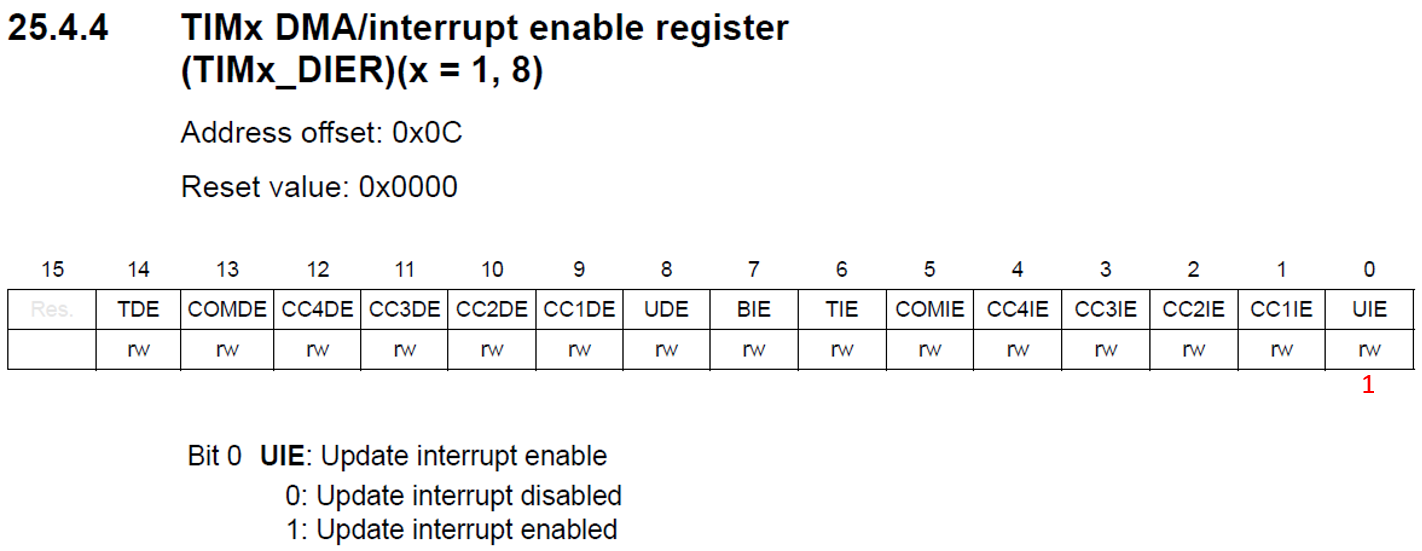 25.4.4 TIMx DMA/interrupt enable register
(TIMx_DIER)(x = 1, 8)
Address offset: 0x0C
Reset value: 0x0000
15 14 13 12 11 10 9 8 7 6 5 4 3 2 1 0
Res. TDE COMDE CC4DE CC3DE CC2DE CC1DE UDE BIE TIE COMIE CC4IE CC3IE CC2IE CC1IE UIE
rw rw rw rw rw rw rw rw rw rw rw rw rw rw rw
1
Bit 0 UIE: Update interrupt enable
0: Update interrupt disabled
1: Update interrupt enabled